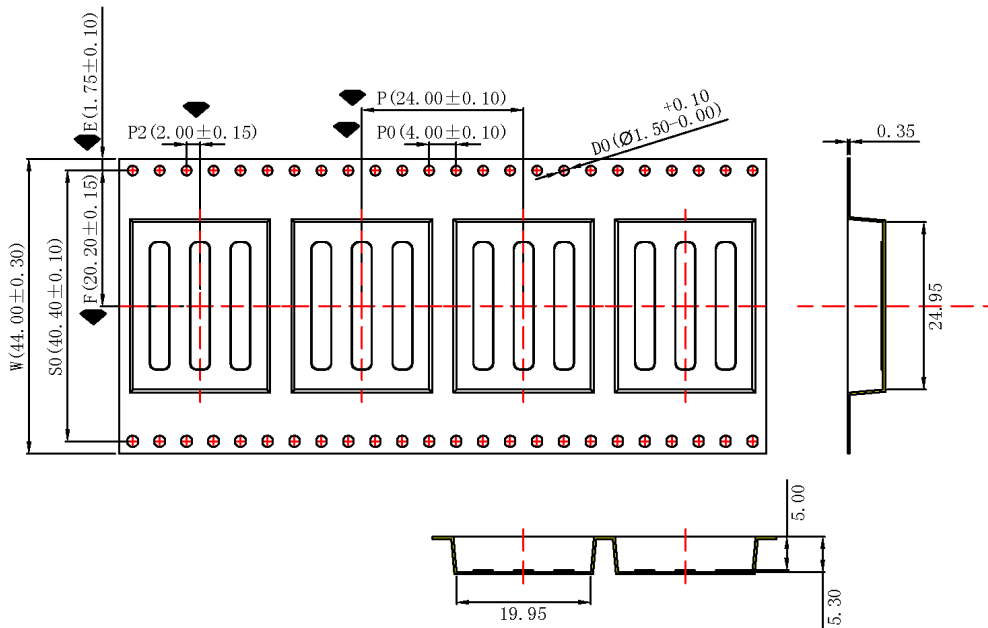 E(1.75±0.10)
P(24.00±0.10)
+0.10
D0(Ø1.50-0.00)
P2(2.00±0.15)
P0(4.00±0.10)
0.35
W(44.00±0.30)
S0(40.40±0.10)
F(20.20±0.15)
24.95
5.00
19.95
5.30